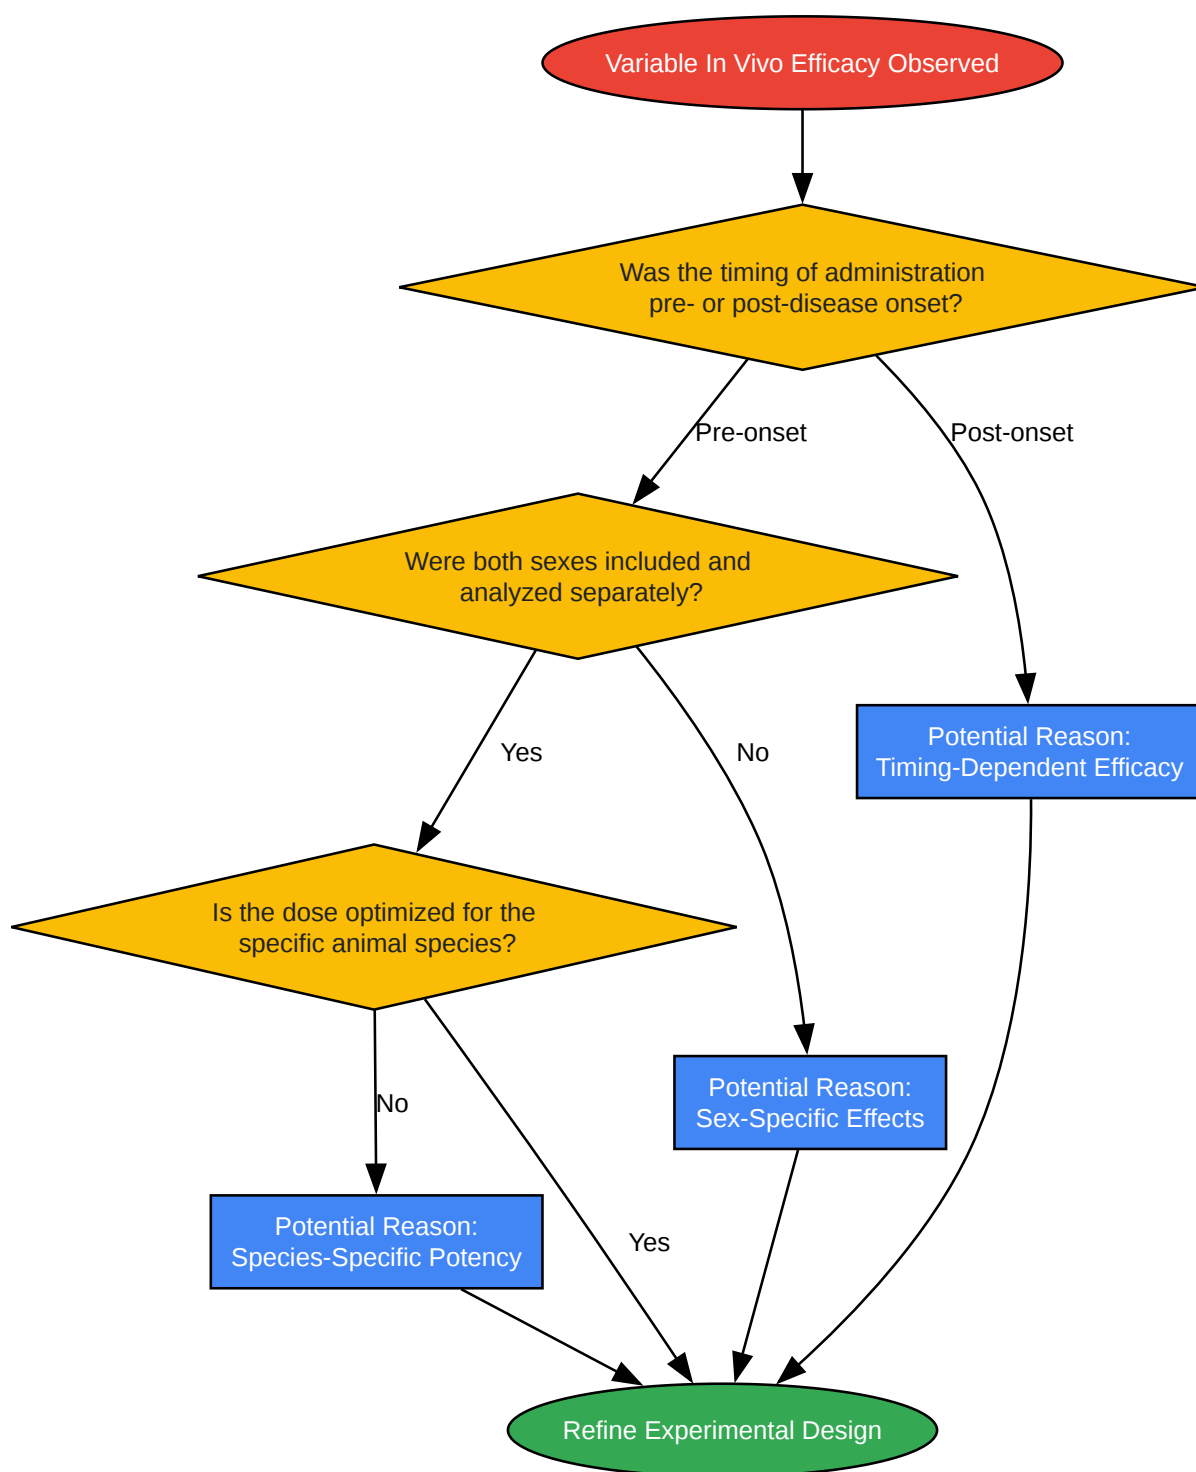 Variable In Vivo Efficacy Observed
Was the timing of administration
pre- or post-disease onset?
Pre-onset
Post-onset
Were both sexes included and
analyzed separately?
Yes
No
Potential Reason:
Timing-Dependent Efficacy
Is the dose optimized for the
specific animal species?
No
Yes
Potential Reason:
Sex-Specific Effects
Potential Reason:
Species-Specific Potency
Refine Experimental Design